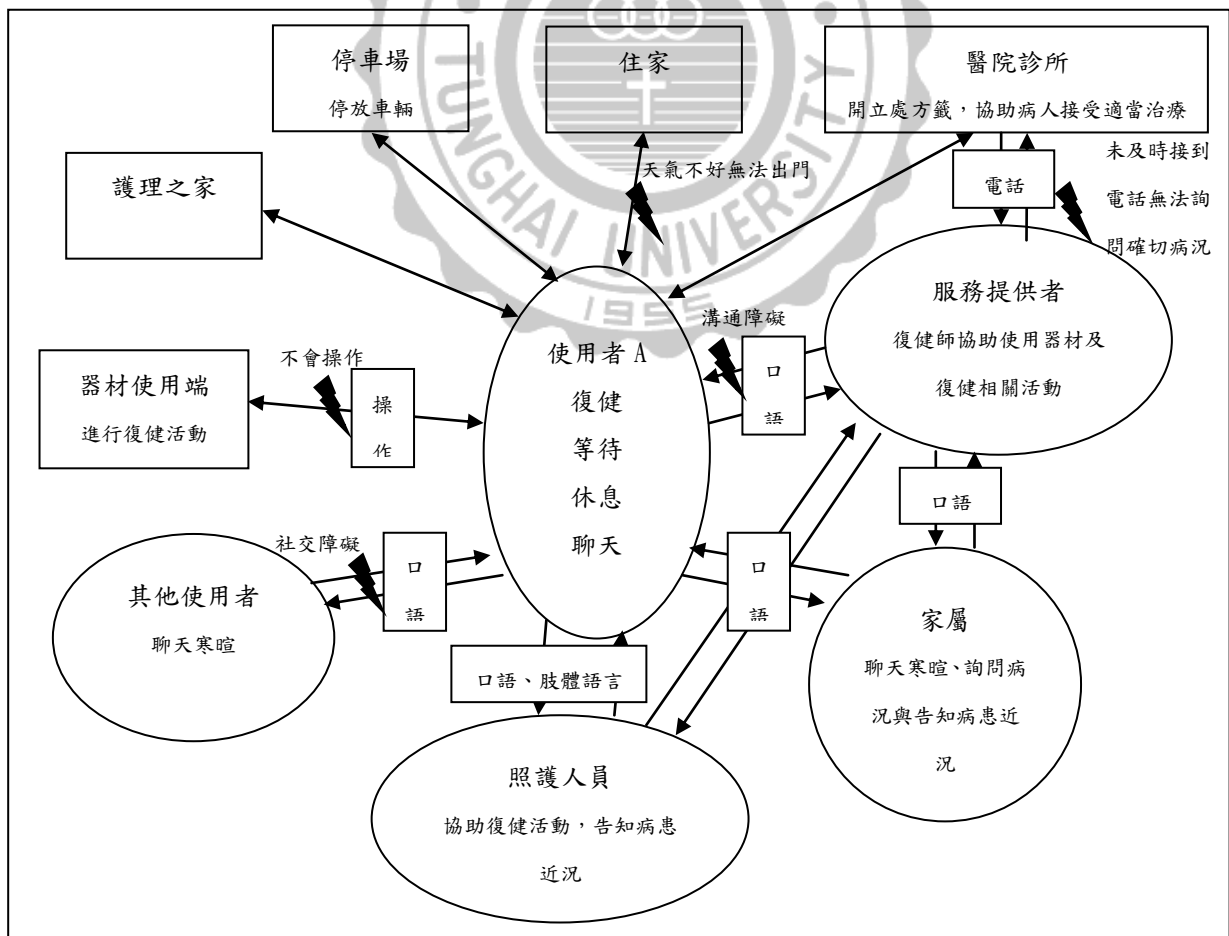 停車場
停放車輛
住家
醫院診所
開立處方籤，協助病人接受適當治療
護理之家
天氣不好無法出門
電話
未及時接到
電話無法詢
問確切病況
TUNGHAI UNIVERSITY
1955
服務提供者
復健師協助使用器材及
復健相關活動
溝通障礙
口
語
使用者 A
復健
等待
休息
聊天
器材使用端
進行復健活動
不會操作
操
作
口語
社交障礙
口
語
其他使用者
聊天寒暄
口
語
家屬
聊天寒暄、詢問病
況與告知病患近
況
口語、肢體語言
照護人員
協助復健活動，告知病患
近況